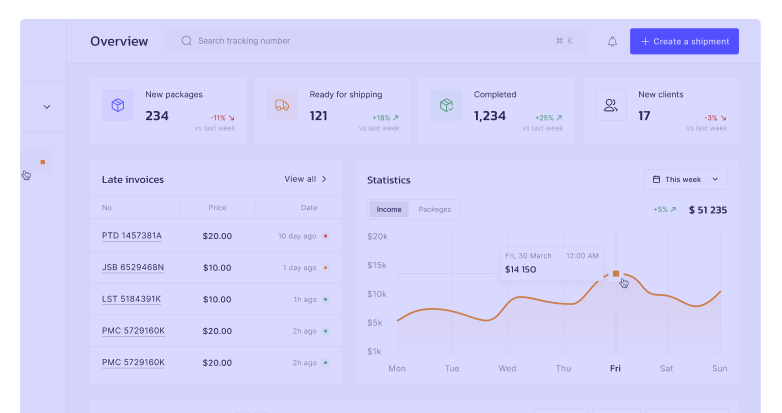 Overview
Search tracking number
⌘ K
+ Create a shipment
New packages
234
-11% ↘
vs last week
Ready for shipping
121
+18% ↗
vs last week
Completed
1,234
+25% ↗
vs last week
New clients
17
-3% ↘
vs last week
Late invoices
View all >
No Price Date
PTD 1457381A $20.00 10 day ago
JSB 6529468N $10.00 1 day ago
LST 5184391K $10.00 1h ago
PMC 5729160K $20.00 2h ago
PMC 5729160K $20.00 2h ago
Statistics
This week
Income Packeges
+5% ↗ $ 51 235
$20k
$15k
$10k
$5k
$1k
Fri, 30 March 12:00 AM
$14 150
Mon Tue Wed Thu Fri Sat Sun